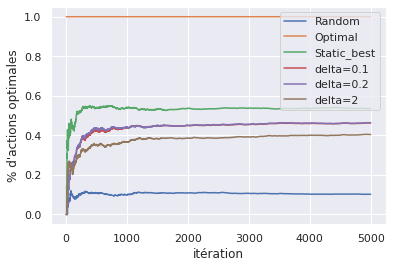 Random
Optimal
Static_best
delta=0.1
delta=0.2
delta=2
% d'actions optimales
1.0
0.8
0.6
0.4
0.2
0.0
0 1000 2000 3000 4000 5000
itération